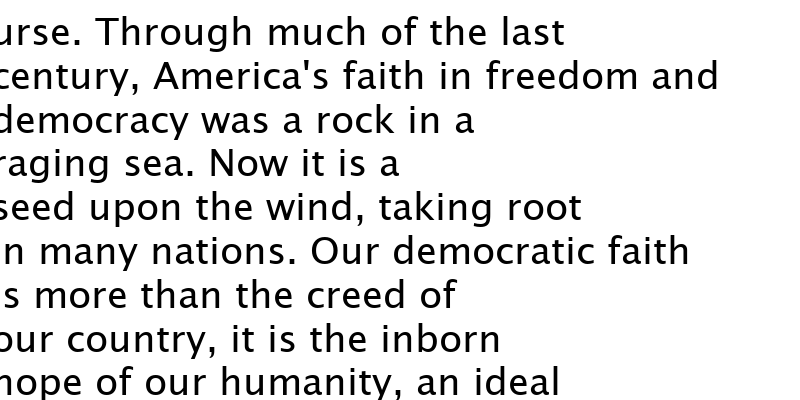 urse. Through much of the last
century, America's faith in freedom and
democracy was a rock in a
raging sea. Now it is a
seed upon the wind, taking root
in many nations. Our democratic faith
is more than the creed of
our country, it is the inborn
hope of our humanity, an ideal